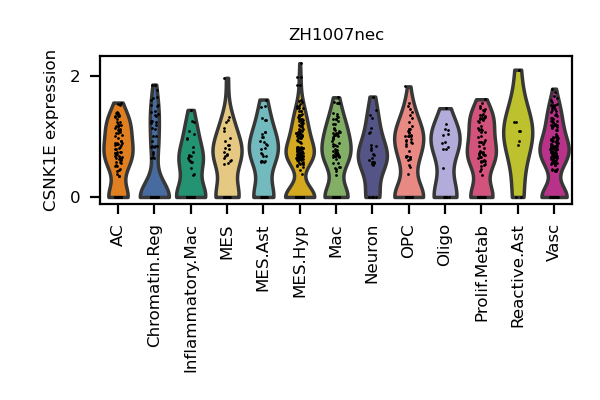 ZH1007nec
CSNK1E expression
2
0
AC
Chromatin.Reg
Inflammatory.Mac
MES
MES.Ast
MES.Hyp
Mac
Neuron
OPC
Oligo
Prolif.Metab
Reactive.Ast
Vasc